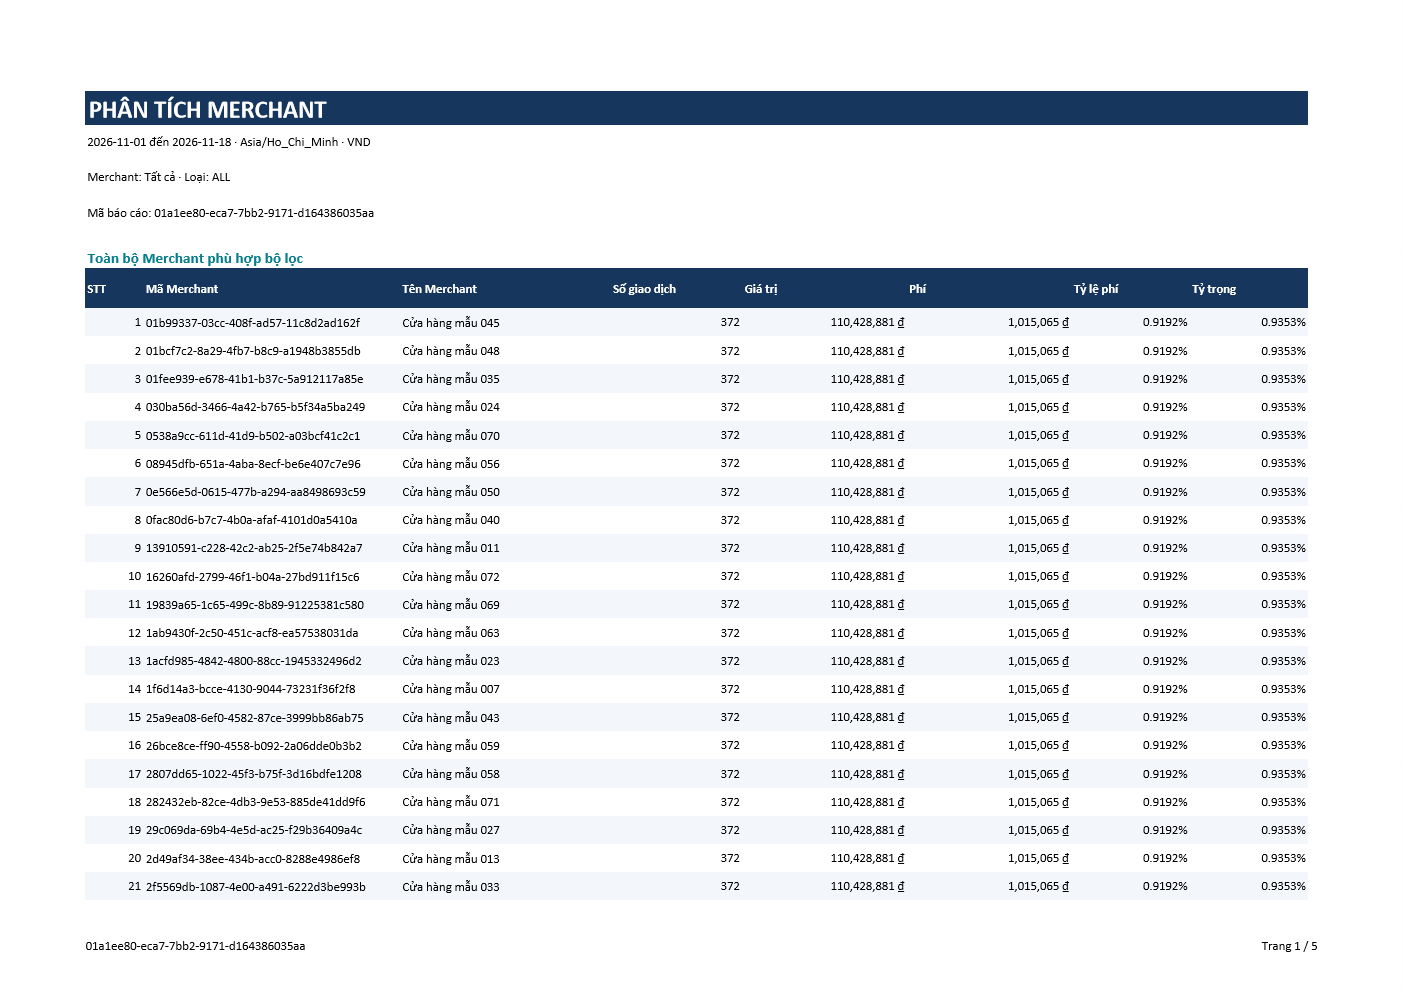 PHÂN TÍCH MERCHANT
2026-11-01 đến 2026-11-18 · Asia/Ho_Chi_Minh · VND
Merchant: Tất cả · Loại: ALL
Mã báo cáo: 01a1ee80-eca7-7bb2-9171-d164386035aa
Toàn bộ Merchant phù hợp bộ lọc
STT Mã Merchant Tên Merchant Số giao dịch Giá trị Phí Tỷ lệ phí Tỷ trọng
1 01b99337-03cc-408f-ad57-11c8d2ad162f Cửa hàng mẫu 045 372 110,428,881 ₫ 1,015,065 ₫ 0.9192% 0.9353%
2 01bcf7c2-8a29-4fb7-b8c9-a1948b3855db Cửa hàng mẫu 048 372 110,428,881 ₫ 1,015,065 ₫ 0.9192% 0.9353%
3 01fee939-e678-41b1-b37c-5a912117a85e Cửa hàng mẫu 035 372 110,428,881 ₫ 1,015,065 ₫ 0.9192% 0.9353%
4 030ba56d-3466-4a42-b765-b5f34a5ba249 Cửa hàng mẫu 024 372 110,428,881 ₫ 1,015,065 ₫ 0.9192% 0.9353%
5 0538a9cc-611d-41d9-b502-a03bcf41c2c1 Cửa hàng mẫu 070 372 110,428,881 ₫ 1,015,065 ₫ 0.9192% 0.9353%
6 08945dfb-651a-4aba-8ecf-be6e407c7e96 Cửa hàng mẫu 056 372 110,428,881 ₫ 1,015,065 ₫ 0.9192% 0.9353%
7 0e566e5d-0615-477b-a294-aa8498693c59 Cửa hàng mẫu 050 372 110,428,881 ₫ 1,015,065 ₫ 0.9192% 0.9353%
8 0fac80d6-b7c7-4b0a-afaf-4101d0a5410a Cửa hàng mẫu 040 372 110,428,881 ₫ 1,015,065 ₫ 0.9192% 0.9353%
9 13910591-c228-42c2-ab25-2f5e74b842a7 Cửa hàng mẫu 011 372 110,428,881 ₫ 1,015,065 ₫ 0.9192% 0.9353%
10 16260afd-2799-46f1-b04a-27bd911f15c6 Cửa hàng mẫu 072 372 110,428,881 ₫ 1,015,065 ₫ 0.9192% 0.9353%
11 19839a65-1c65-499c-8b89-91225381c580 Cửa hàng mẫu 069 372 110,428,881 ₫ 1,015,065 ₫ 0.9192% 0.9353%
12 1ab9430f-2c50-451c-acf8-ea57538031da Cửa hàng mẫu 063 372 110,428,881 ₫ 1,015,065 ₫ 0.9192% 0.9353%
13 1acfd985-4842-4800-88cc-1945332496d2 Cửa hàng mẫu 023 372 110,428,881 ₫ 1,015,065 ₫ 0.9192% 0.9353%
14 1f6d14a3-bcce-4130-9044-73231f36f2f8 Cửa hàng mẫu 007 372 110,428,881 ₫ 1,015,065 ₫ 0.9192% 0.9353%
15 25a9ea08-6ef0-4582-87ce-3999bb86ab75 Cửa hàng mẫu 043 372 110,428,881 ₫ 1,015,065 ₫ 0.9192% 0.9353%
16 26bce8ce-ff90-4558-b092-2a06dde0b3b2 Cửa hàng mẫu 059 372 110,428,881 ₫ 1,015,065 ₫ 0.9192% 0.9353%
17 2807dd65-1022-45f3-b75f-3d16bdfe1208 Cửa hàng mẫu 058 372 110,428,881 ₫ 1,015,065 ₫ 0.9192% 0.9353%
18 282432eb-82ce-4db3-9e53-885de41dd9f6 Cửa hàng mẫu 071 372 110,428,881 ₫ 1,015,065 ₫ 0.9192% 0.9353%
19 29c069da-69b4-4e5d-ac25-f29b36409a4c Cửa hàng mẫu 027 372 110,428,881 ₫ 1,015,065 ₫ 0.9192% 0.9353%
20 2d49af34-38ee-434b-acc0-8288e4986ef8 Cửa hàng mẫu 013 372 110,428,881 ₫ 1,015,065 ₫ 0.9192% 0.9353%
21 2f5569db-1087-4e00-a491-6222d3be993b Cửa hàng mẫu 033 372 110,428,881 ₫ 1,015,065 ₫ 0.9192% 0.9353%
01a1ee80-eca7-7bb2-9171-d164386035aa Trang 1 / 5